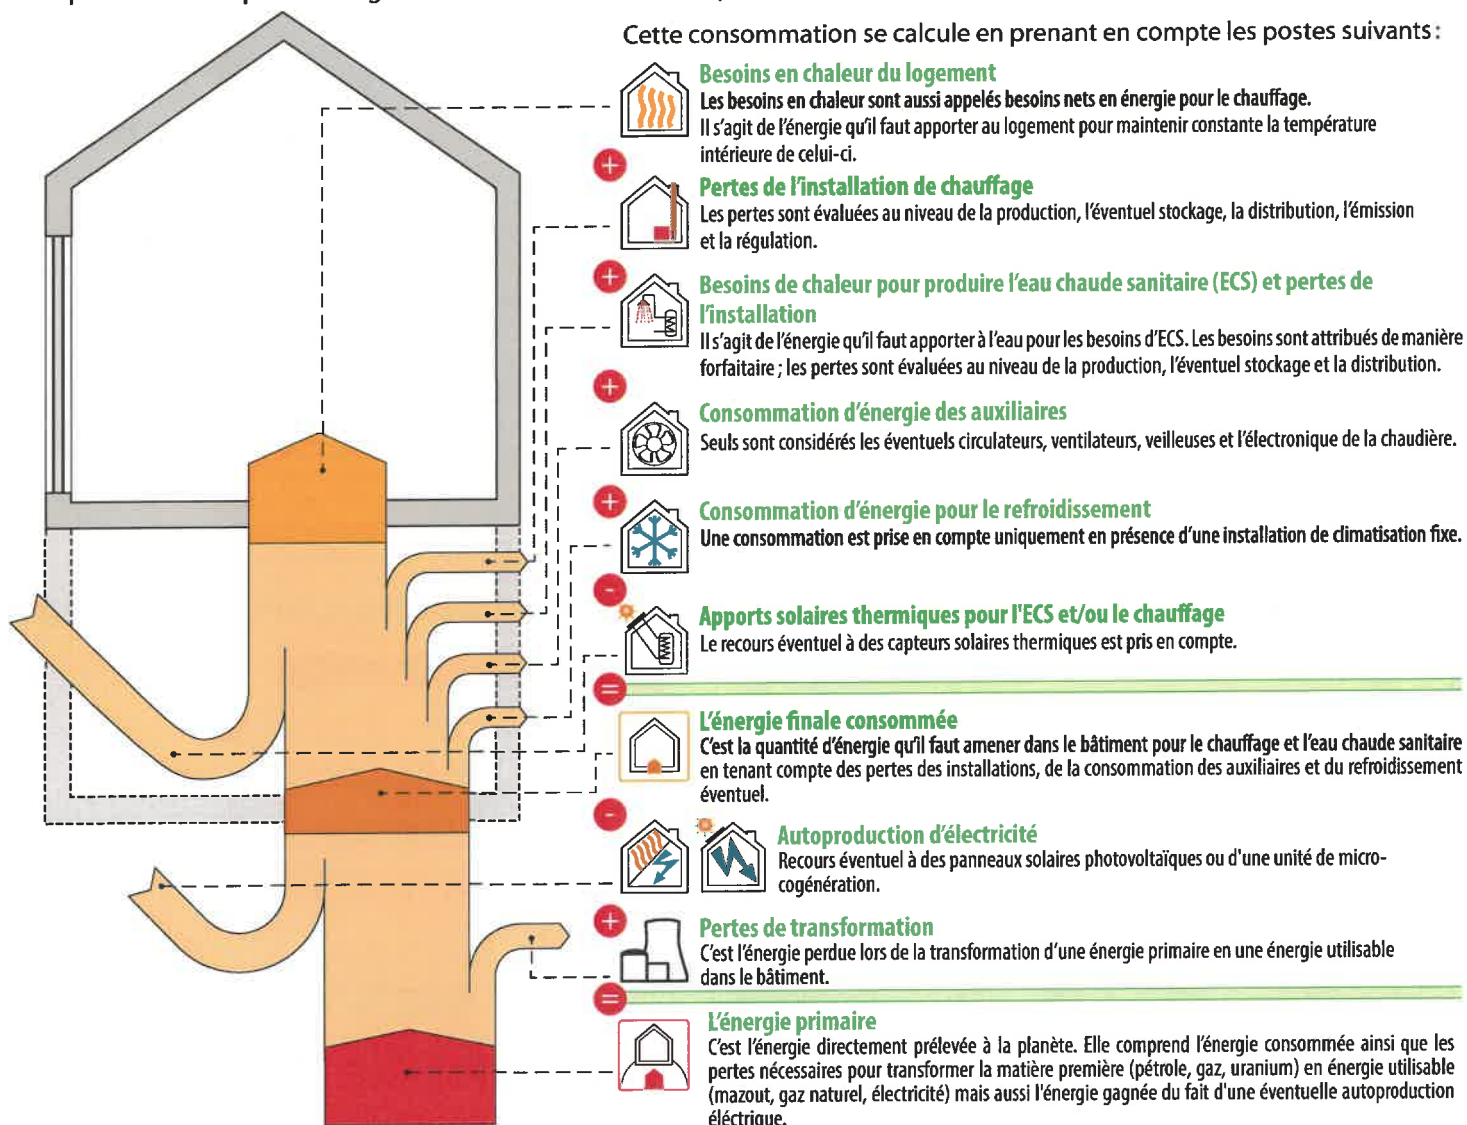 Cette consommation se calcule en prenant en compte les postes suivants :
Besoins en chaleur du logement
Les besoins en chaleur sont aussi appelés besoins nets en énergie pour le chauffage.
Il s'agit de l'énergie qu'il faut apporter au logement pour maintenir constante la température
intérieure de celui-ci.
+
Pertes de l'installation de chauffage
Les pertes sont évaluées au niveau de la production, l'éventuel stockage, la distribution, l'émission
et la régulation.
+
Besoins de chaleur pour produire l'eau chaude sanitaire (ECS) et pertes de
l'installation
Il s'agit de l'énergie qu'il faut apporter à l'eau pour les besoins d'ECS. Les besoins sont attribués de manière
forfaitaire ; les pertes sont évaluées au niveau de la production, l'éventuel stockage et la distribution.
+
Consommation d'énergie des auxiliaires
Seuls sont considérés les éventuels circulateurs, ventilateurs, veilleuses et l'électronique de la chaudière.
+
Consommation d'énergie pour le refroidissement
Une consommation est prise en compte uniquement en présence d'une installation de climatisation fixe.
-
Apports solaires thermiques pour l'ECS et/ou le chauffage
Le recours éventuel à des capteurs solaires thermiques est pris en compte.
=
L'énergie finale consommée
C'est la quantité d'énergie qu'il faut amener dans le bâtiment pour le chauffage et l'eau chaude sanitaire
en tenant compte des pertes des installations, de la consommation des auxiliaires et du refroidissement
éventuel.
-
Autoproduction d'électricité
Recours éventuel à des panneaux solaires photovoltaïques ou d'une unité de micro-
cogénération.
+
Pertes de transformation
C'est l'énergie perdue lors de la transformation d'une énergie primaire en une énergie utilisable
dans le bâtiment.
=
L'énergie primaire
C'est l'énergie directement prélevée à la planète. Elle comprend l'énergie consommée ainsi que les
pertes nécessaires pour transformer la matière première (pétrole, gaz, uranium) en énergie utilisable
(mazout, gaz naturel, électricité) mais aussi l'énergie gagnée du fait d'une éventuelle autoproduction
éléctrique.